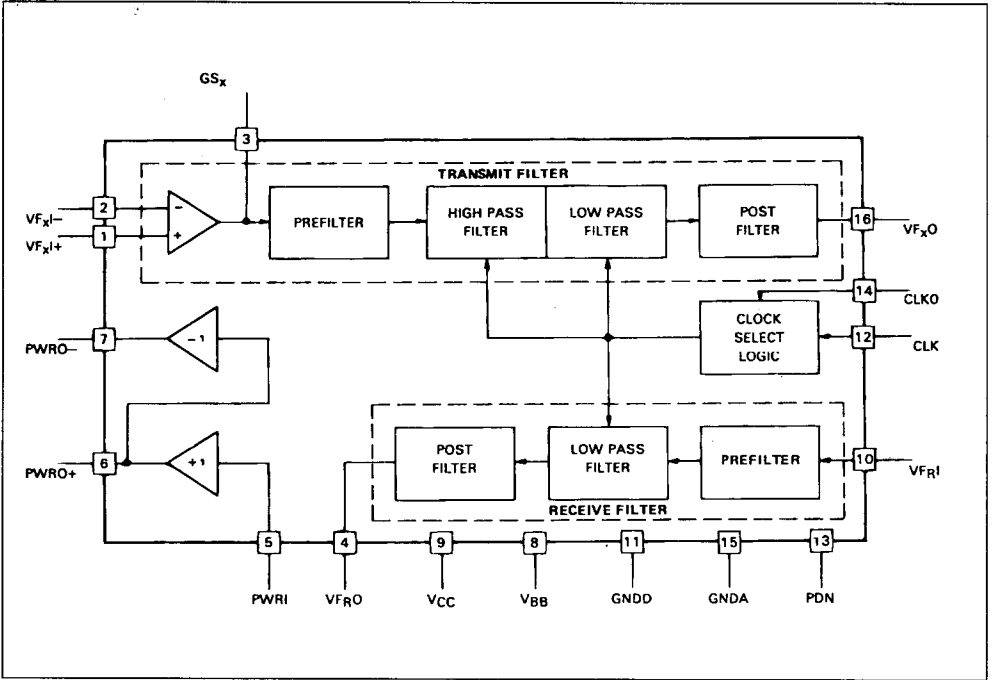 GSx
3
TRANSMIT FILTER
VFxI–
2
–
1
+
VFxI+
PREFILTER
HIGH PASS
FILTER
LOW PASS
FILTER
POST
FILTER
16
VFxO
14
CLK0
CLOCK
SELECT
LOGIC
12
CLK
PWRO–
7
–1
PWRO+
6
+1
POST
FILTER
LOW PASS
FILTER
PREFILTER
10
VFRI
RECEIVE FILTER
5
4
9
8
11
15
13
PWRI
VFRO
VCC
VBB
GNDD
GNDA
PDN